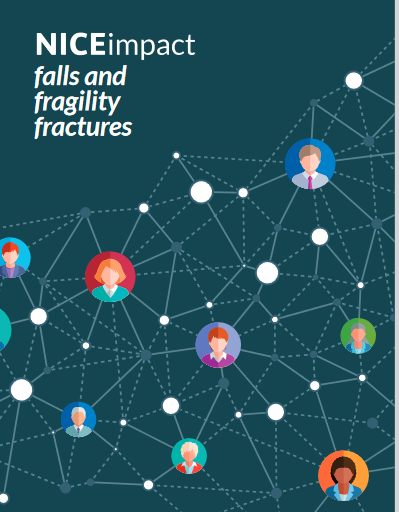 NICEimpact
falls and
fragility
fractures